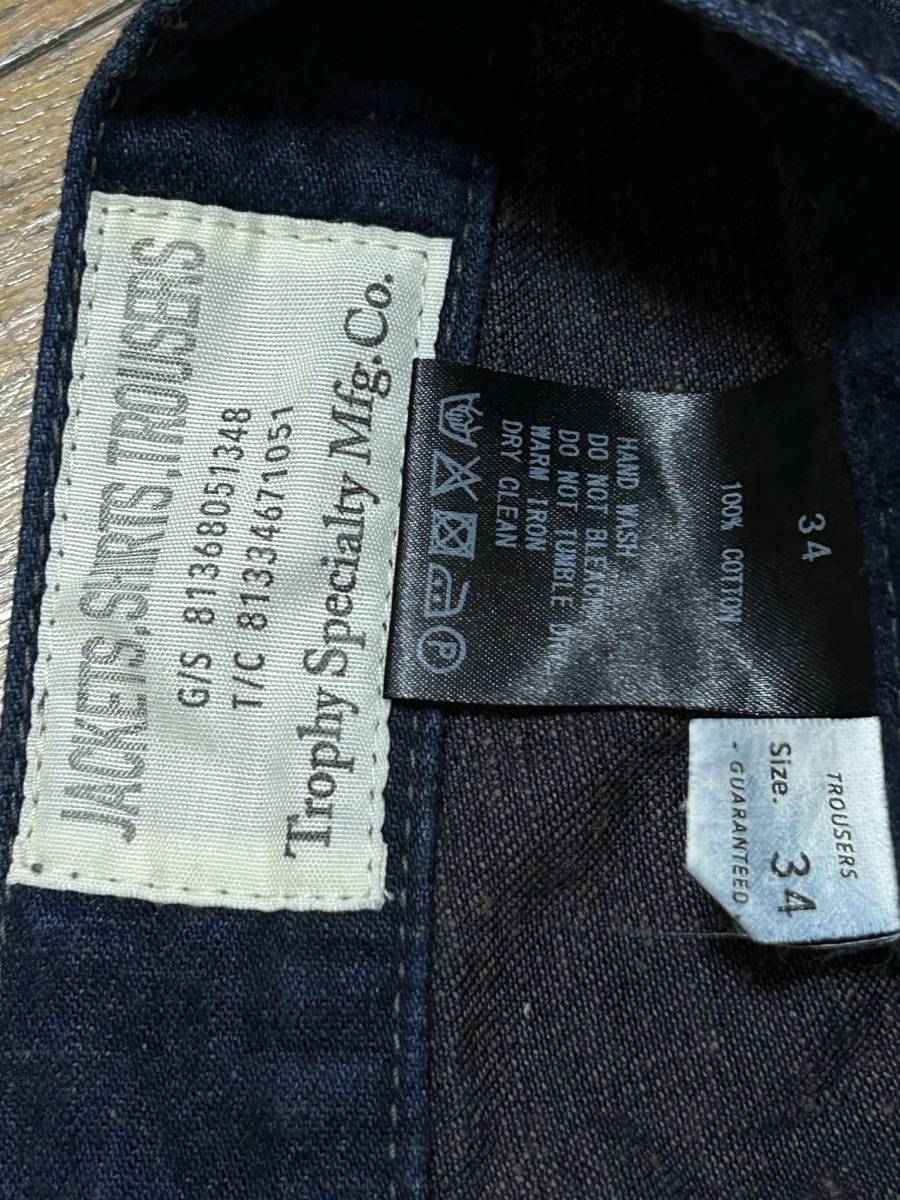 JACKETS,SHIRTS,TROUSERS
G/S 81368051348
T/C 81334671051
Trophy Specialty Mfg.Co.
34
100% COTTON
HAND WASH
DO NOT BLEACH
DO NOT TUMBLE DRY
WARM IRON
DRY CLEAN
P
TROUSERS
Size. 34
- GUARANTEED